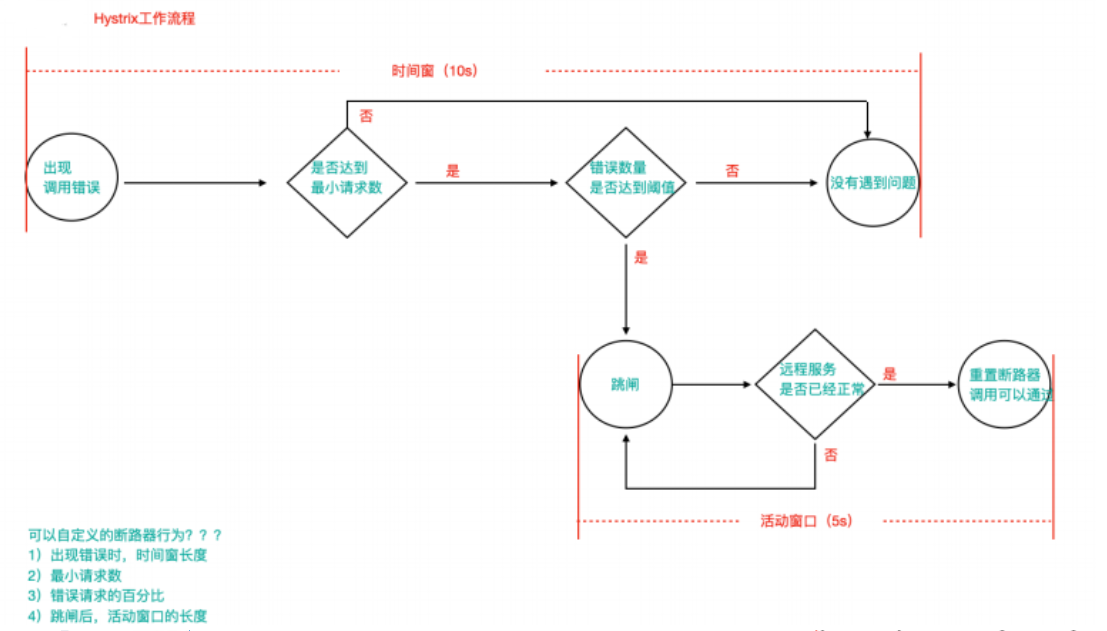 Hystrix工作流程
时间窗（10s）
否
出现
调用错误
是否达到
最小请求数
是
错误数量
是否达到阈值
否
没有遇到问题
是
跳闸
远程服务
是否已经正常
是
重置断路器
调用可以通过
否
活动窗口（5s）
可以自定义的断路器行为？？？
1）出现错误时，时间窗长度
2）最小请求数
3）错误请求的百分比
4）跳闸后，活动窗口的长度